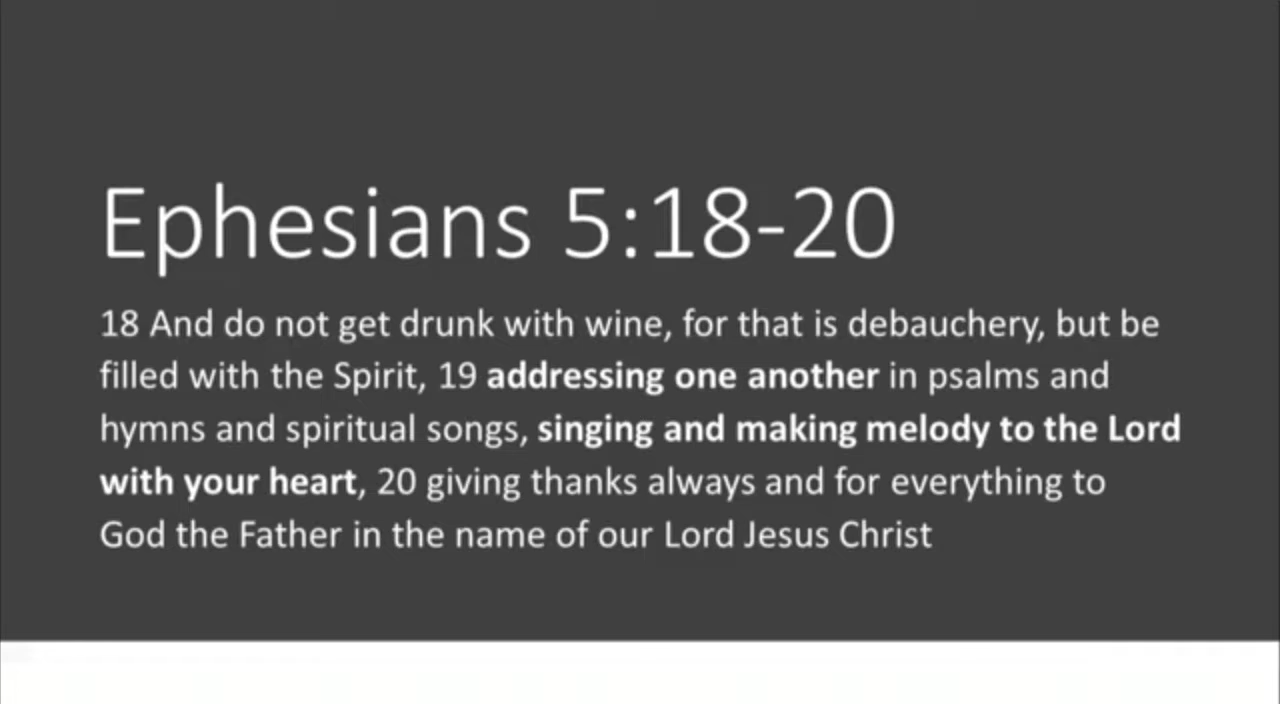 Ephesians 5:18-20
18 And do not get drunk with wine, for that is debauchery, but be
filled with the Spirit, 19 addressing one another in psalms and
hymns and spiritual songs, singing and making melody to the Lord
with your heart, 20 giving thanks always and for everything to
God the Father in the name of our Lord Jesus Christ